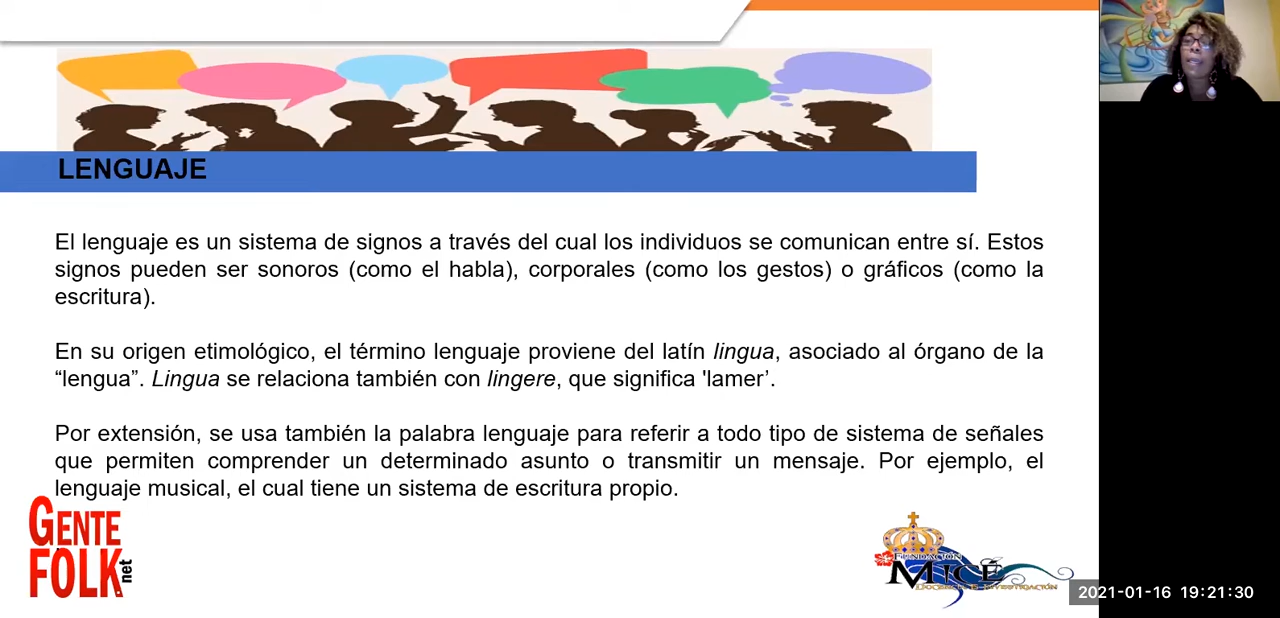 LENGUAJE
El lenguaje es un sistema de signos a través del cual los individuos se comunican entre sí. Estos
signos pueden ser sonoros (como el habla), corporales (como los gestos) o gráficos (como la
escritura).
En su origen etimológico, el término lenguaje proviene del latín lingua, asociado al órgano de la
“lengua”. Lingua se relaciona también con lingere, que significa 'lamer’.
Por extensión, se usa también la palabra lenguaje para referir a todo tipo de sistema de señales
que permiten comprender un determinado asunto o transmitir un mensaje. Por ejemplo, el
lenguaje musical, el cual tiene un sistema de escritura propio.
GENTE
FOLK.net
FUNDACIÓN
MICÉ
INVESTIGACIÓN
2021-01-16 19:21:30